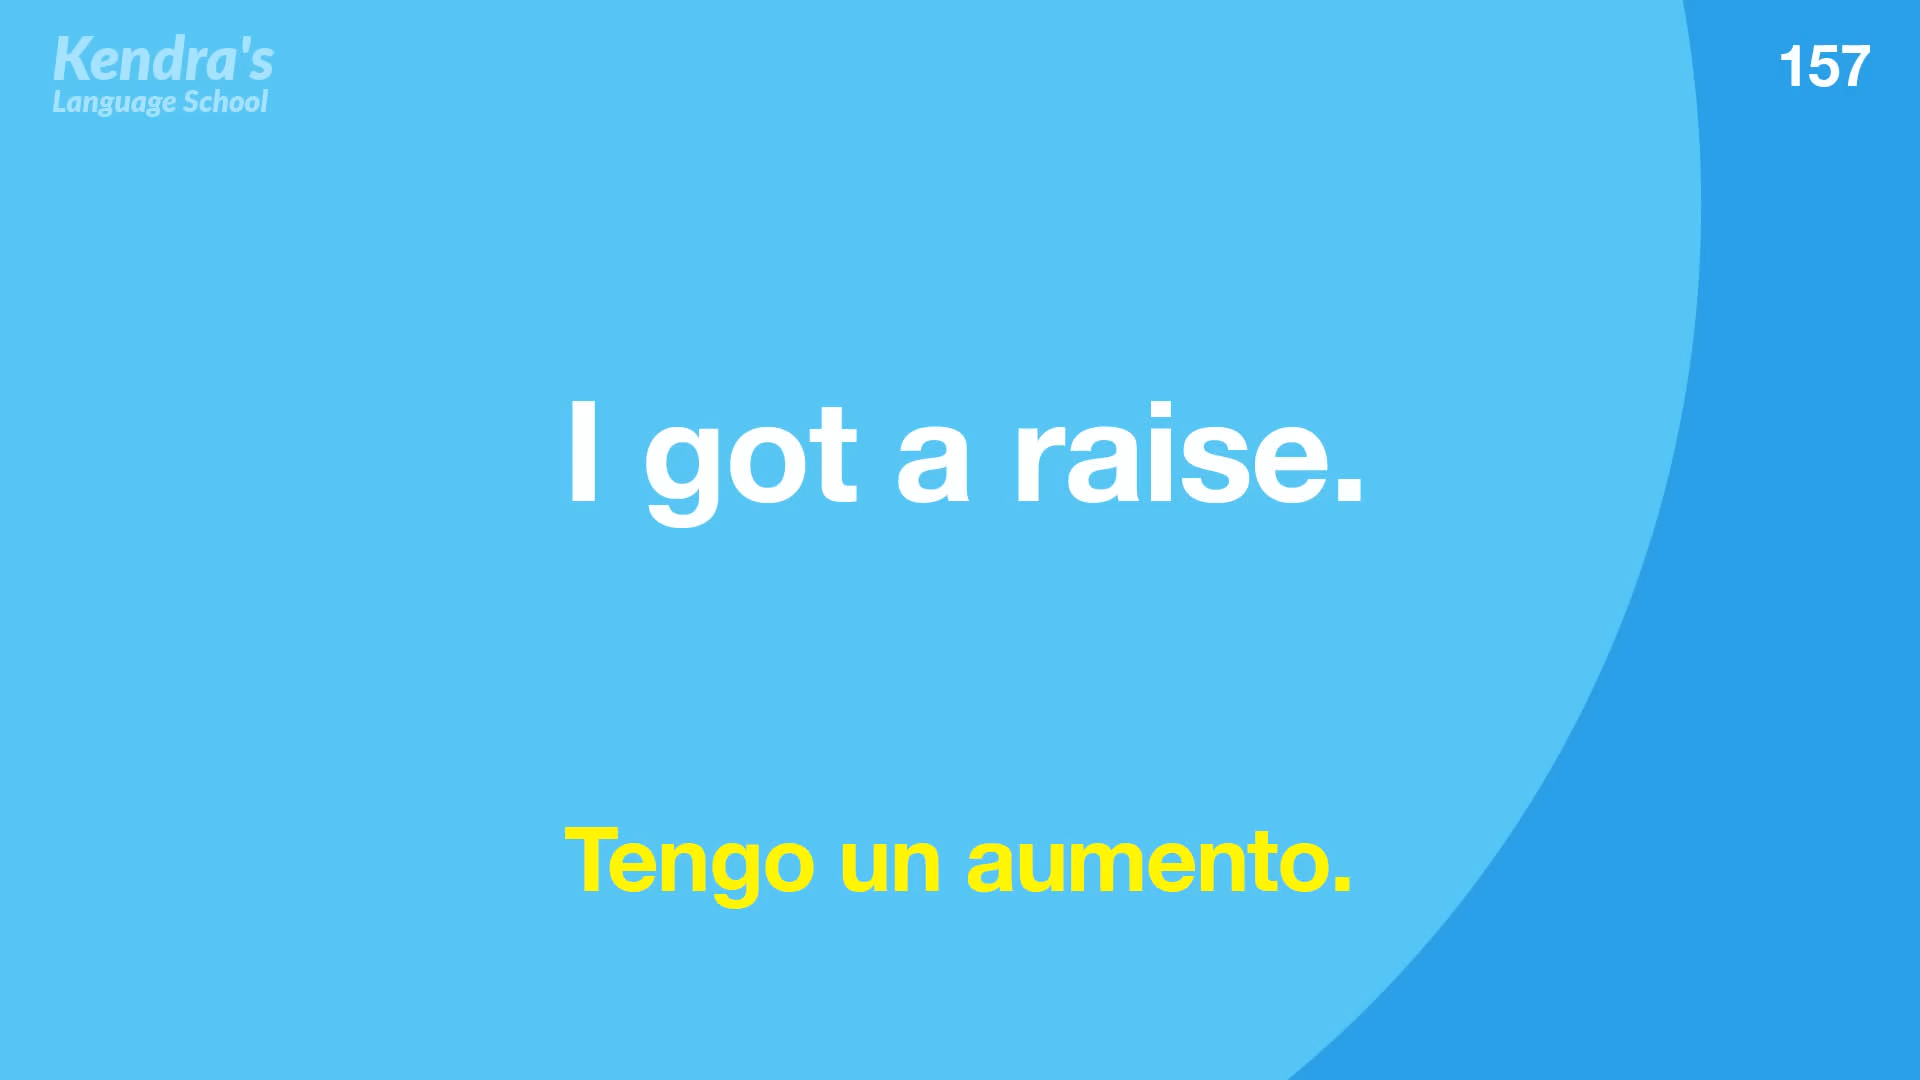 Kendra's
Language School
157
I got a raise.
Tengo un aumento.